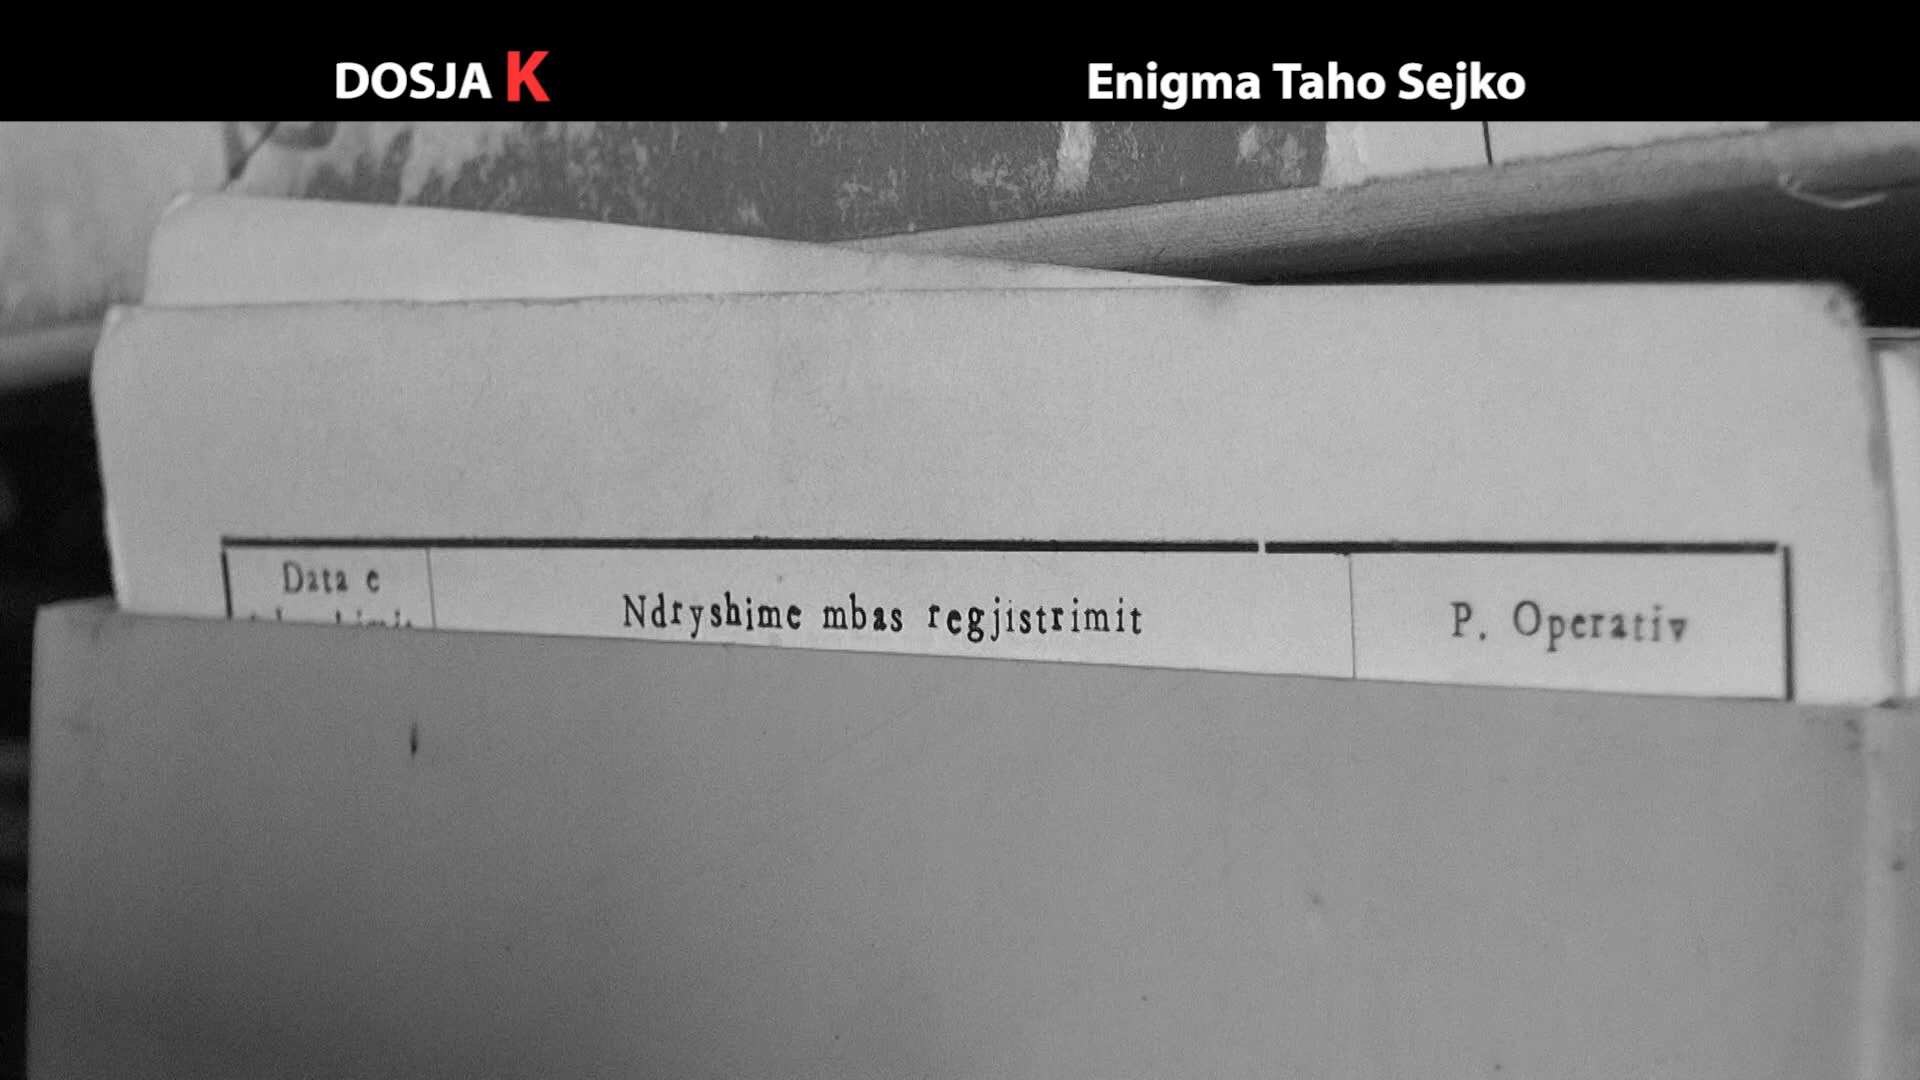 DOSJA K
Enigma Taho Sejko
Data e
Ndryshime mbas regjistrimit
P. Operativ